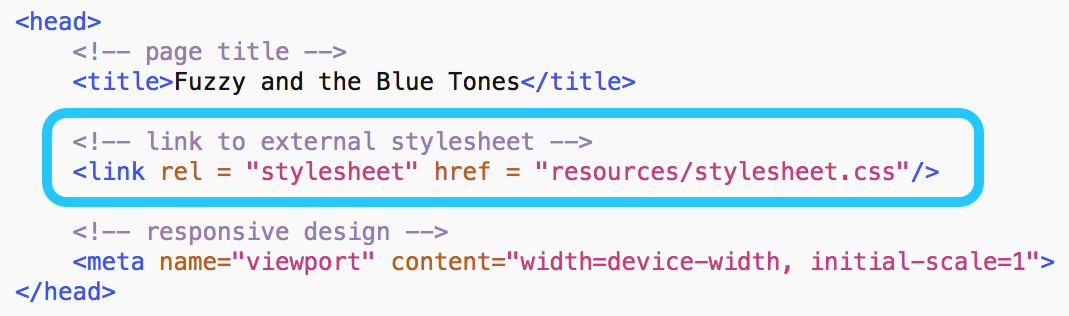 <head>
<!-- page title -->
<title>Fuzzy and the Blue Tones</title>
<!-- link to external stylesheet -->
<link rel = "stylesheet" href = "resources/stylesheet.css"/>
<!-- responsive design -->
<meta name="viewport" content="width=device-width, initial-scale=1">
</head>